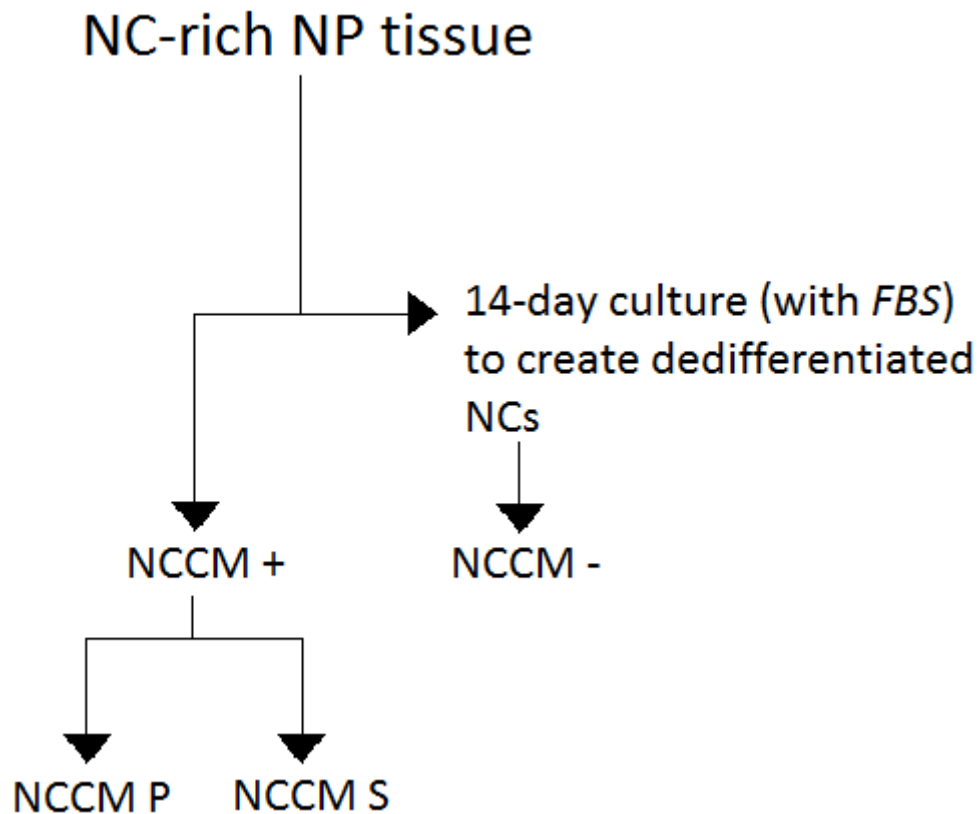 NC-rich NP tissue
14-day culture (with FBS)
to create dedifferentiated
NCs
NCCM +
NCCM -
NCCM P
NCCM S